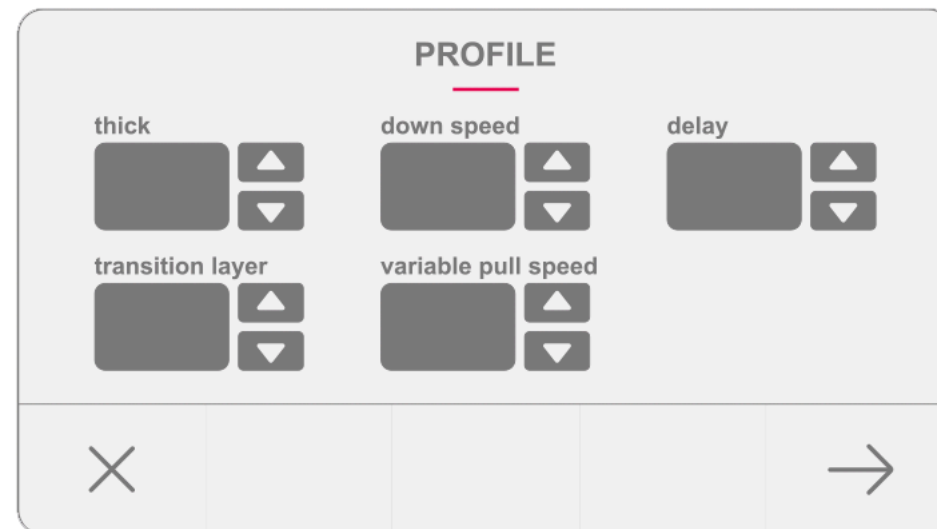 PROFILE
thick
down speed
delay
transition layer
variable pull speed